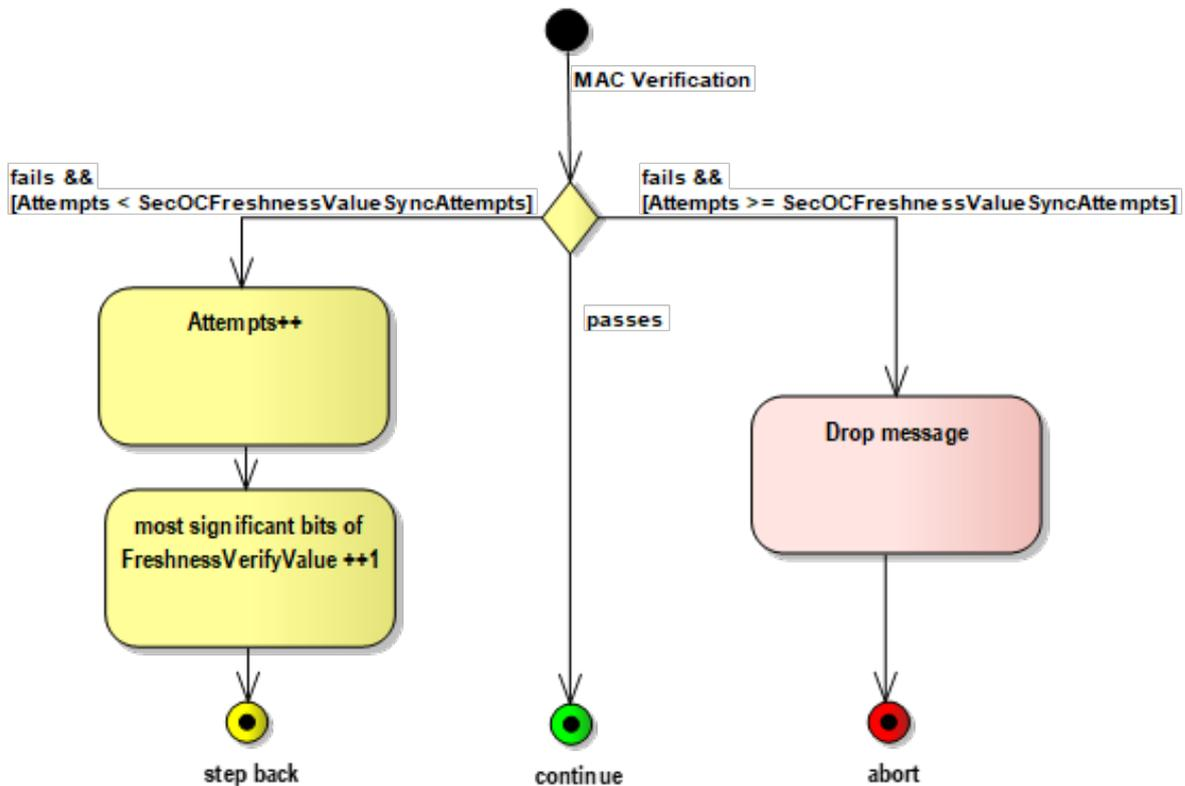 MAC Verification
fails &&
[Attempts < SecOCFreshnessValueSyncAttempts]
fails &&
[Attempts >= SecOCFreshnessValueSyncAttempts]
Attempts++
passes
Drop message
most significant bits of
FreshnessVerifyValue ++1
step back
continue
abort